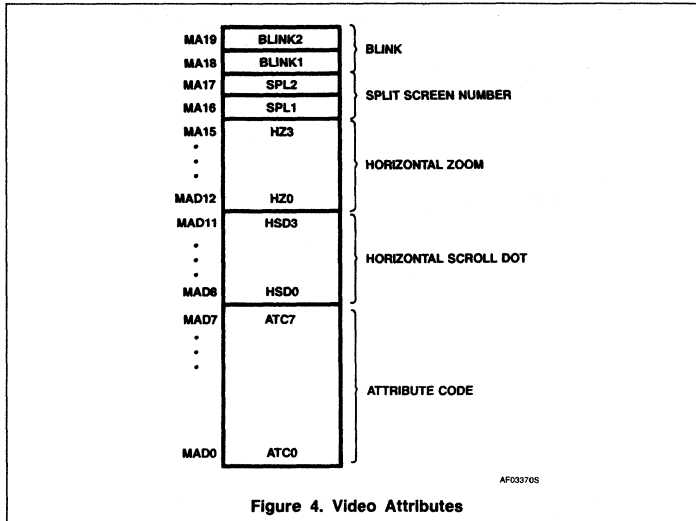 MA19 BLINK2
BLINK
MA18 BLINK1
MA17 SPL2
SPLIT SCREEN NUMBER
MA16 SPL1
MA15 HZ3
HORIZONTAL ZOOM
MAD12 HZ0
MAD11 HSD3
HORIZONTAL SCROLL DOT
MAD8 HSD0
MAD7 ATC7
ATTRIBUTE CODE
MAD0 ATC0
AF03370S
Figure 4. Video Attributes